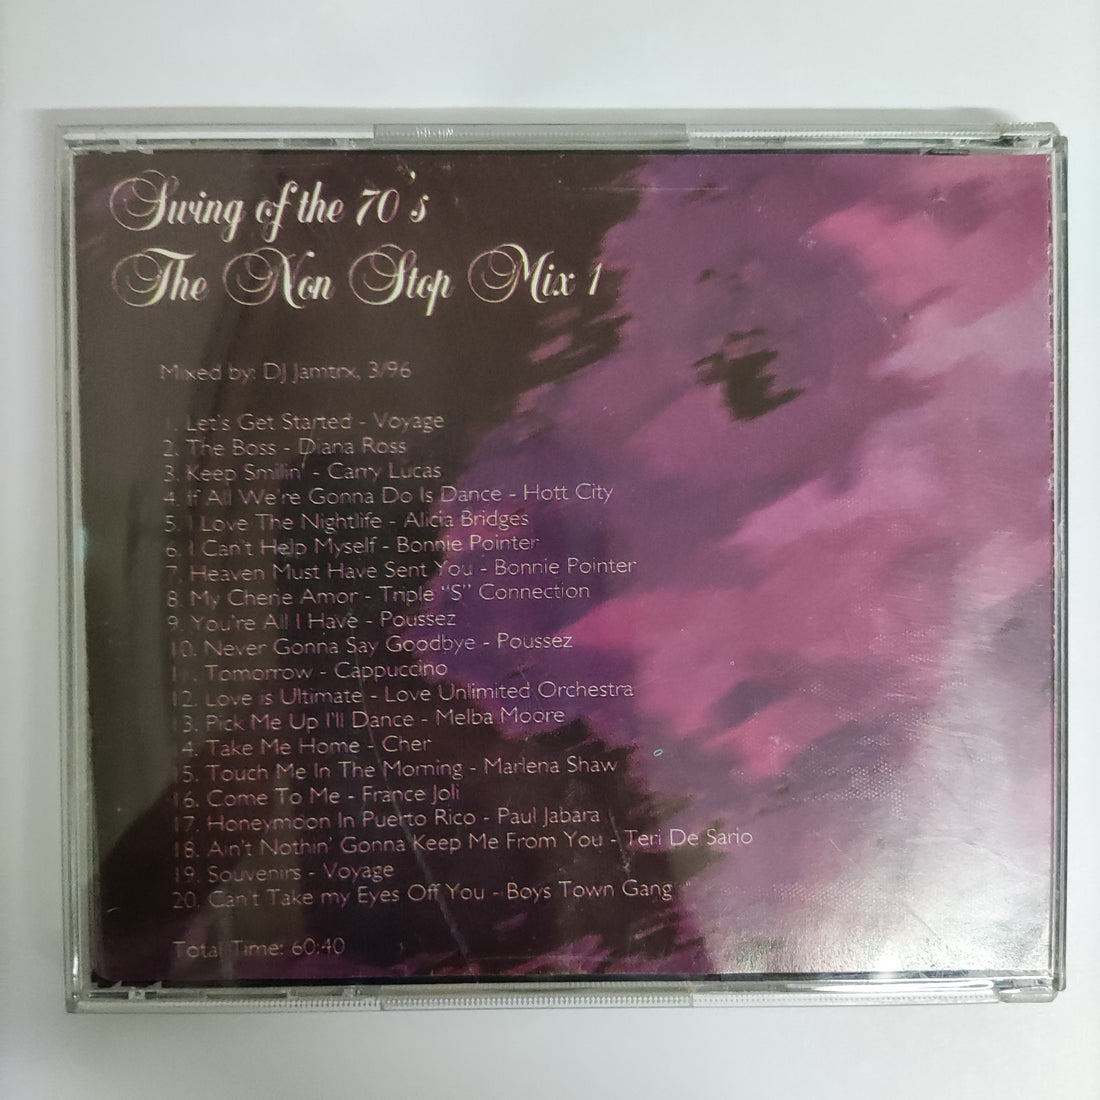 Swing of the 70's
The Non Stop Mix 1
Mixed by: DJ Jamtrx, 3/96
1. Let's Get Started - Voyage
2. The Boss - Diana Ross
3. Keep Smilin' - Carry Lucas
4. If All We're Gonna Do Is Dance - Hott City
5. I Love The Nightlife - Alicia Bridges
6. I Can't Help Myself - Bonnie Pointer
7. Heaven Must Have Sent You - Bonnie Pointer
8. My Cherie Amor - Triple "S" Connection
9. You're All I Have - Poussez
10. Never Gonna Say Goodbye - Poussez
11. Tomorrow - Cappuccino
12. Love is Ultimate - Love Unlimited Orchestra
13. Pick Me Up I'll Dance - Melba Moore
14. Take Me Home - Cher
15. Touch Me In The Morning - Marlena Shaw
16. Come To Me - France Joli
17. Honeymoon In Puerto Rico - Paul Jabara
18. Ain't Nothin' Gonna Keep Me From You - Teri De Sario
19. Souvenirs - Voyage
20. Can't Take my Eyes Off You - Boys Town Gang
Total Time: 60:40